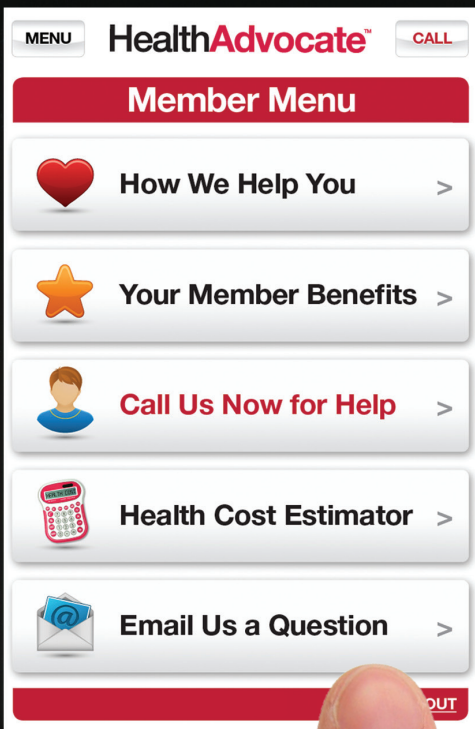 MENU
HealthAdvocate™
CALL
Member Menu
How We Help You >
Your Member Benefits >
Call Us Now for Help >
HEALTH COST
Health Cost Estimator >
@
Email Us a Question >